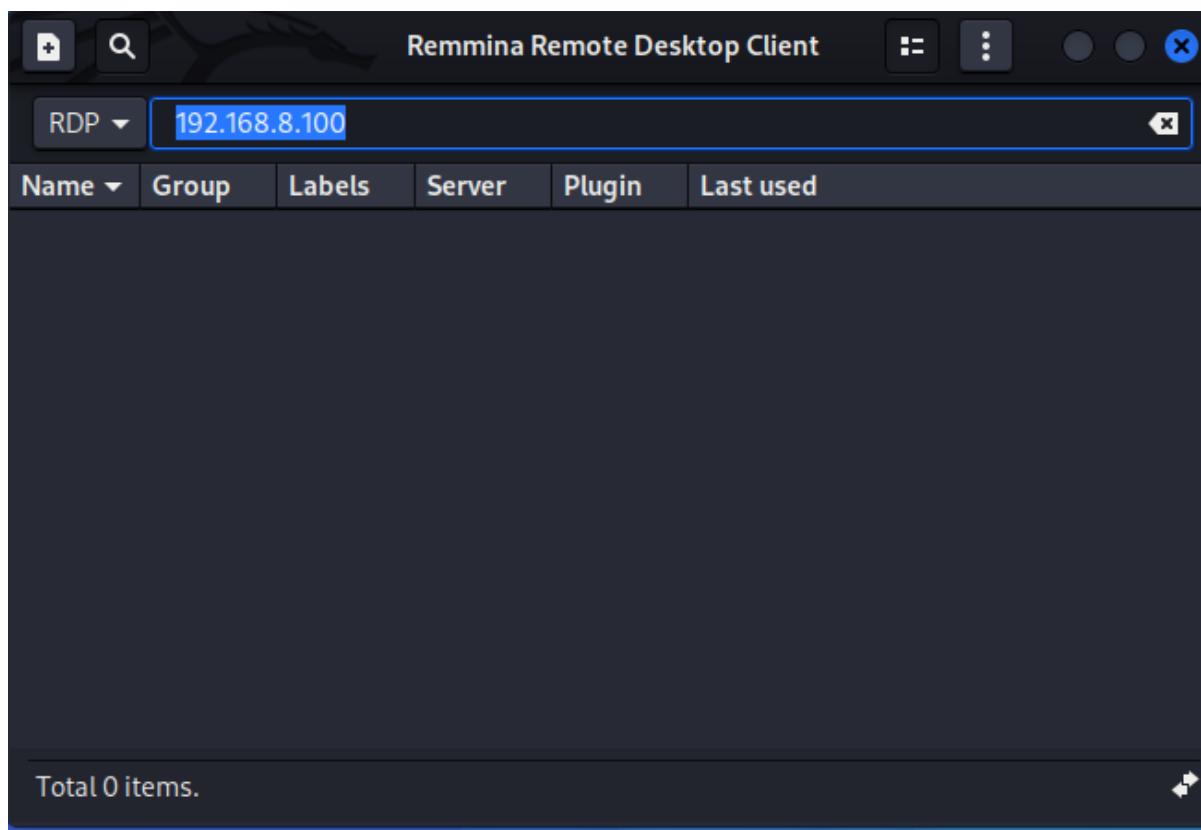 Remmina Remote Desktop Client
RDP 192.168.8.100
Name Group Labels Server Plugin Last used
Total 0 items.